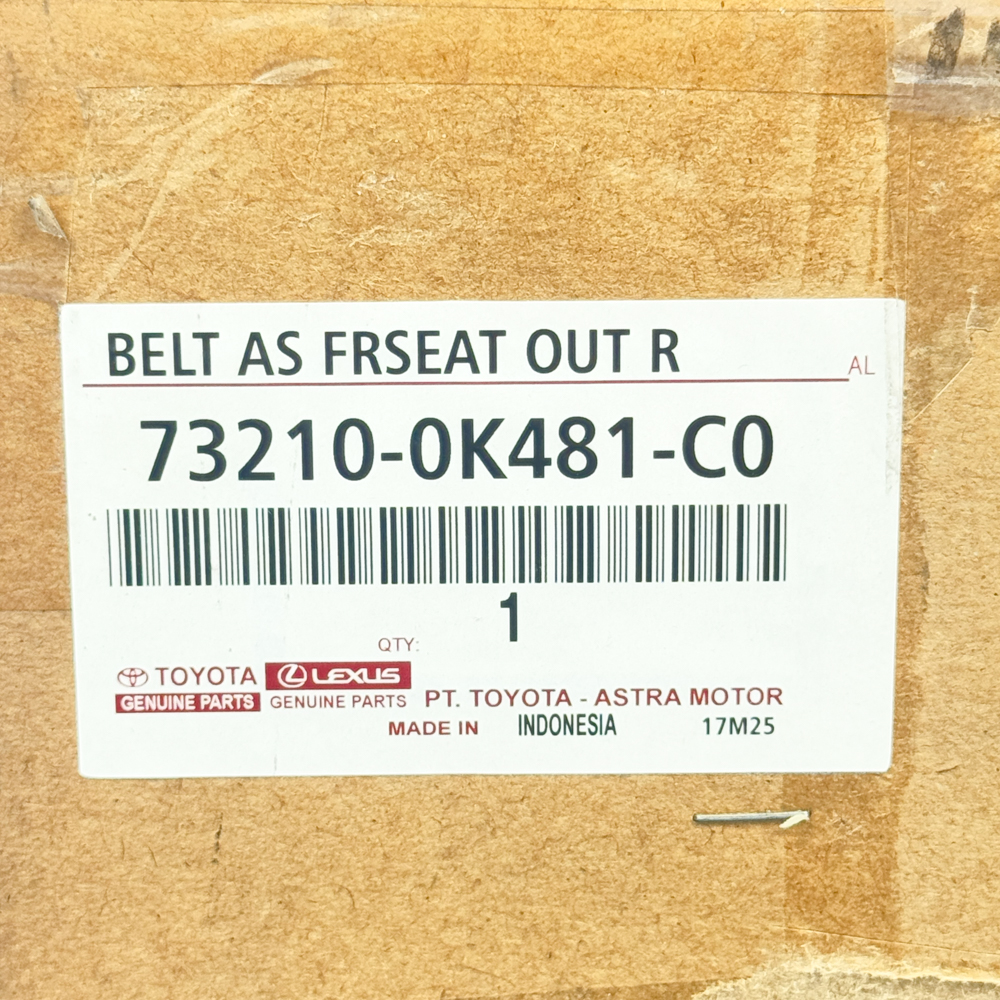 BELT AS FRSEAT OUT R
AL
73210-0K481-C0
1
QTY:
TOYOTA LEXUS
GENUINE PARTS GENUINE PARTS PT. TOYOTA - ASTRA MOTOR
MADE IN INDONESIA 17M25